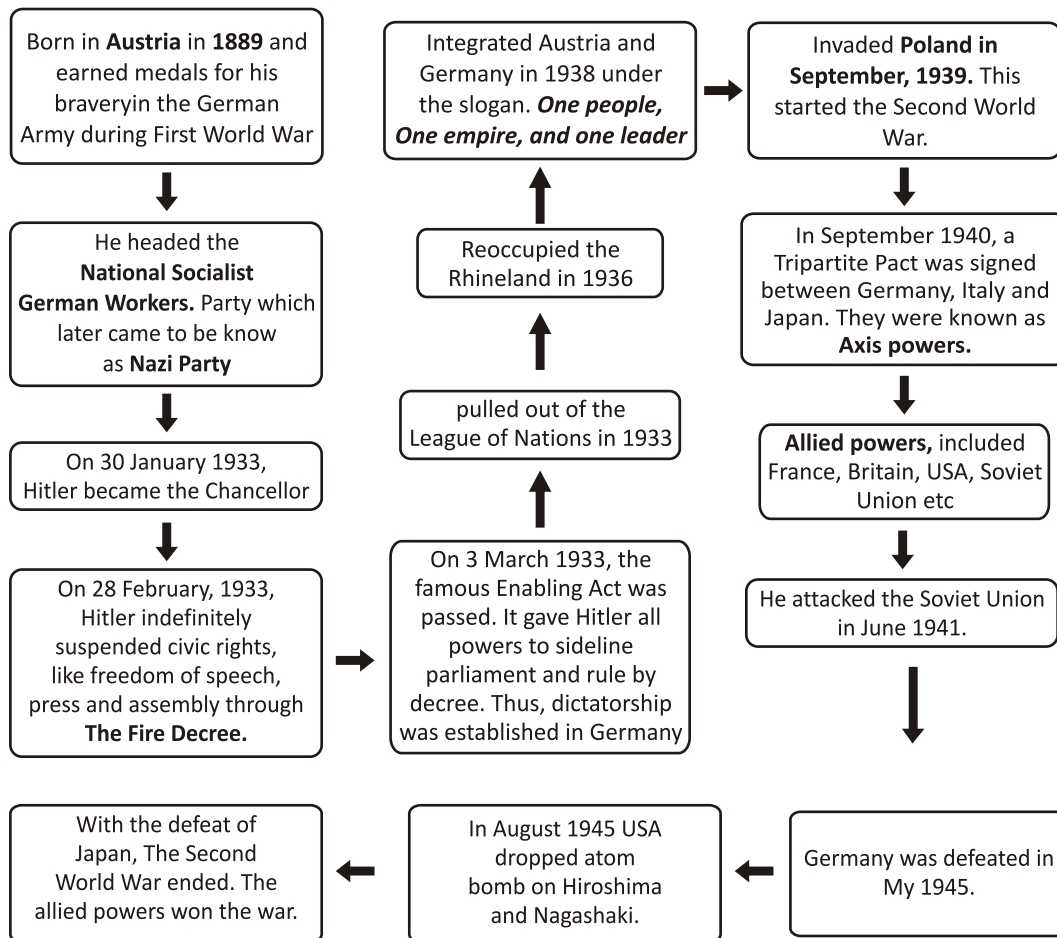 Born in Austria in 1889 and
earned medals for his
braveryin the German
Army during First World War
He headed the
National Socialist
German Workers. Party which
later came to be know
as Nazi Party
On 30 January 1933,
Hitler became the Chancellor
On 28 February, 1933,
Hitler indefinitely
suspended civic rights,
like freedom of speech,
press and assembly through
The Fire Decree.
On 3 March 1933, the
famous Enabling Act was
passed. It gave Hitler all
powers to sideline
parliament and rule by
decree. Thus, dictatorship
was established in Germany
pulled out of the
League of Nations in 1933
Reoccupied the
Rhineland in 1936
Integrated Austria and
Germany in 1938 under
the slogan. One people,
One empire, and one leader
Invaded Poland in
September, 1939. This
started the Second World
War.
In September 1940, a
Tripartite Pact was signed
between Germany, Italy and
Japan. They were known as
Axis powers.
Allied powers, included
France, Britain, USA, Soviet
Union etc
He attacked the Soviet Union
in June 1941.
Germany was defeated in
My 1945.
In August 1945 USA
dropped atom
bomb on Hiroshima
and Nagashaki.
With the defeat of
Japan, The Second
World War ended. The
allied powers won the war.